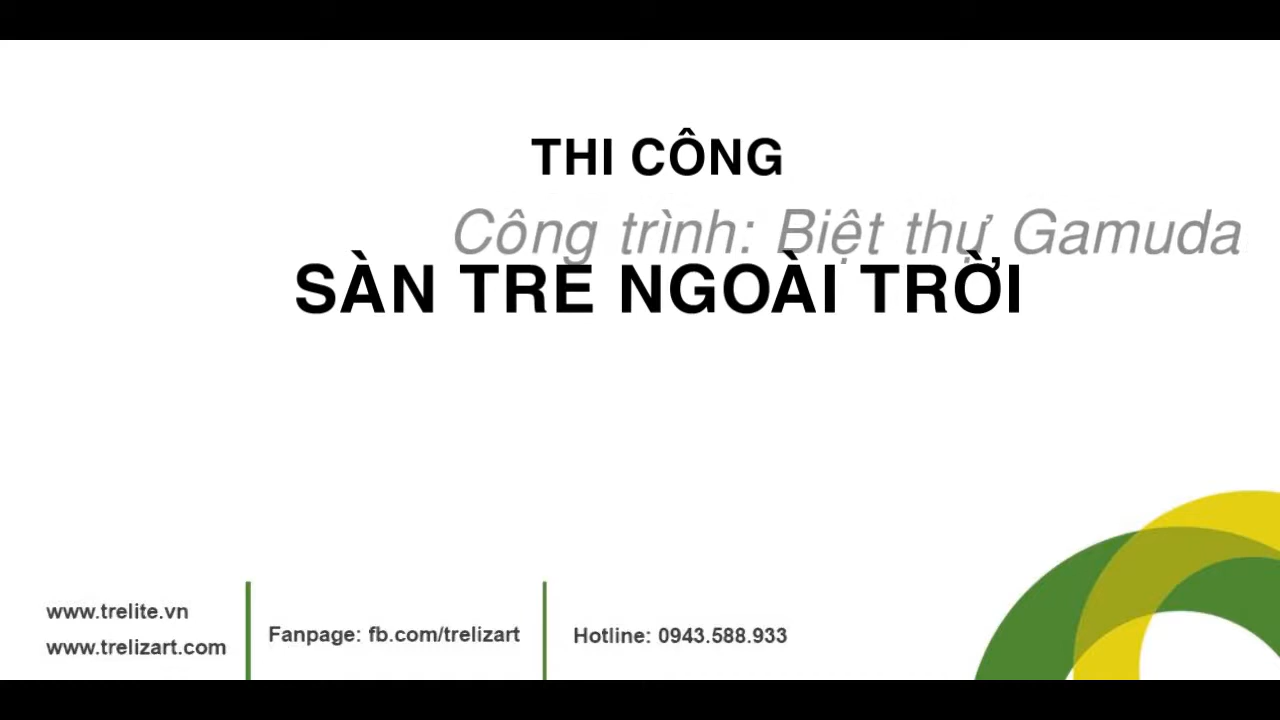 THI CÔNG
Công trình: Biệt thự Gamuda
SÀN TRE NGOÀI TRỜI
www.trelite.vn
www.trelizart.com
Fanpage: fb.com/trelizart
Hotline: 0943.588.933